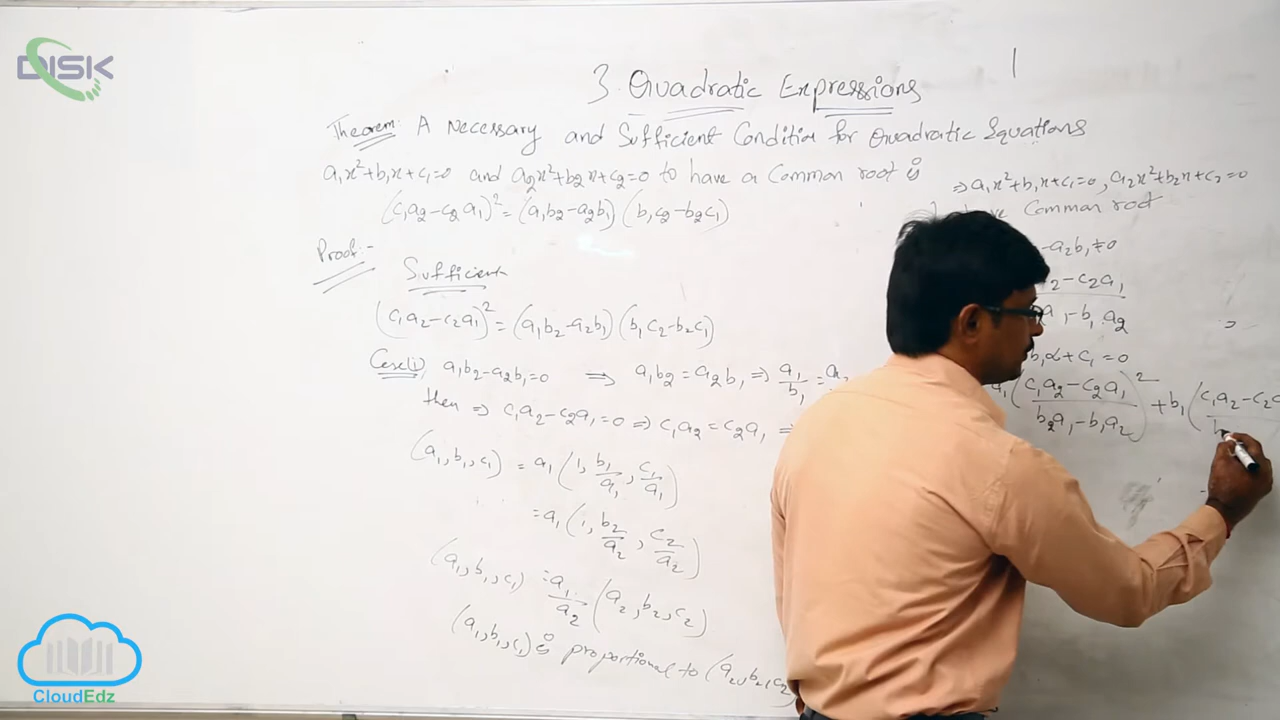 DISK
3. Quadratic Expressions
Theorem: A Necessary and Sufficient Condition for Quadratic Equations
a₁x²+b₁x+c₁=0 and a₂x²+b₂x+c₂=0 to have a Common root is
(c₁a₂-c₂a₁)²=(a₁b₂-a₂b₁)(b₁c₂-b₂c₁)
Proof:-
Sufficient
(c₁a₂-c₂a₁)²=(a₁b₂-a₂b₁)(b₁c₂-b₂c₁)
Case(i) a₁b₂-a₂b₁=0 ⇒ a₁b₂=a₂b₁ ⇒ a₁/b₁ =
then ⇒ c₁a₂-c₂a₁=0 ⇒ c₁a₂=c₂a₁ ⇒
(a₁,b₁,c₁) = a₁(1, b₁/a₁, c₁/a₁)
=a₁(1, b₂/a₂, c₂/a₂)
(a₁,b₁,c₁) = a₁/a₂ (a₂,b₂,c₂)
(a₁,b₁,c₁) is proportional to (a₂,b₂,c₂)
⇒ a₁x²+b₁x+c₁=0, a₂x²+b₂x+c₂=0
Common root
-a₂b₁≠0
-c₂a₁
a₁-b₁a₂
b₁α+c₁=0
a₁((c₁a₂-c₂a₁)/(b₂a₁-b₁a₂))²+b₁(c₁a₂-c₂
CloudEdz